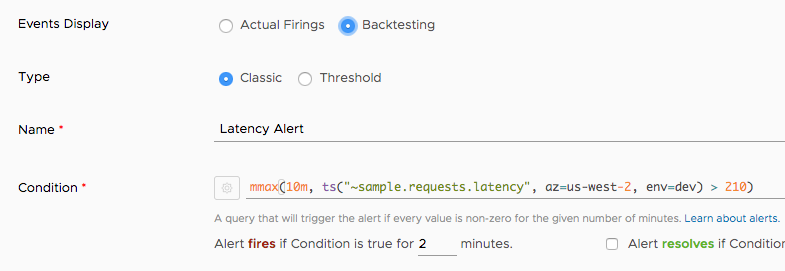 Events Display Actual Firings Backtesting
Type Classic Threshold
Name * Latency Alert
Condition * mmax(10m, ts("~sample.requests.latency", az=us-west-2, env=dev) > 210)
A query that will trigger the alert if every value is non-zero for the given number of minutes. Learn about alerts.
Alert fires if Condition is true for 2 minutes. Alert resolves if Condition